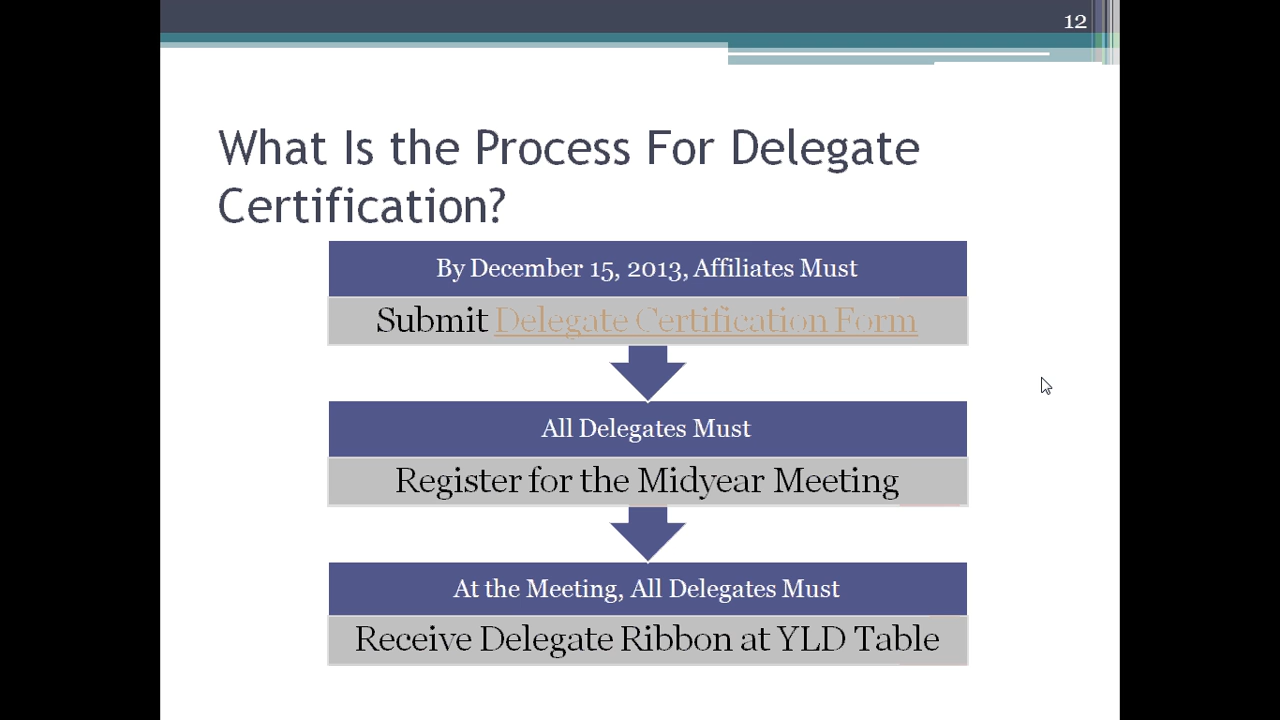 12
What Is the Process For Delegate
Certification?
By December 15, 2013, Affiliates Must
Submit Delegate Certification Form
All Delegates Must
Register for the Midyear Meeting
At the Meeting, All Delegates Must
Receive Delegate Ribbon at YLD Table